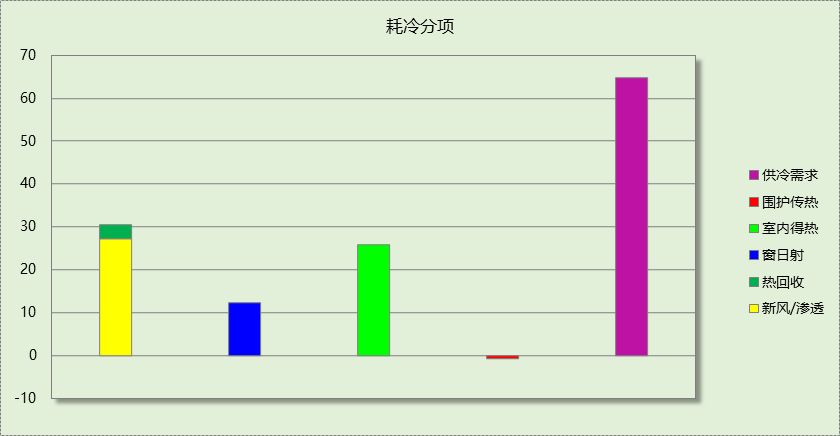 耗冷分项
70
60
50
40
30
20
10
0
-10
供冷需求
围护传热
室内得热
窗日射
热回收
新风/渗透